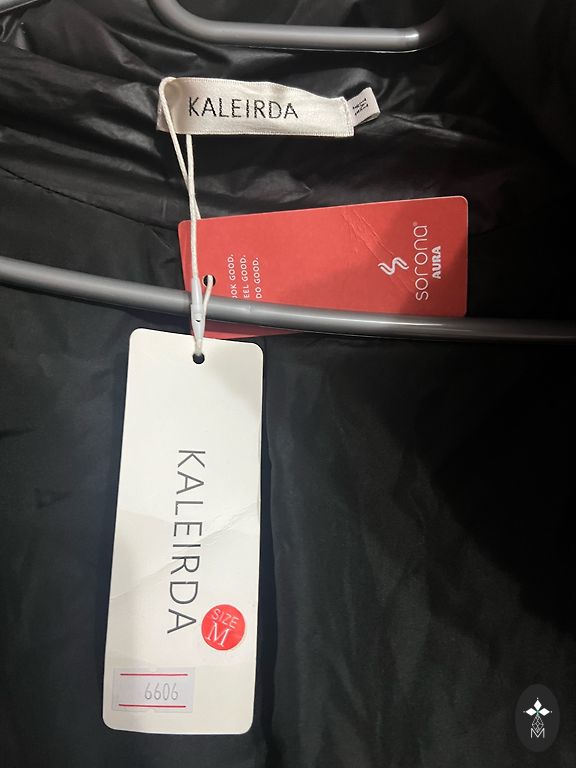 KALEIRDA
OOK GOOD.
EEL GOOD.
DO GOOD.
sorona®
AURA
KALEIRDA
SIZE
M
6606